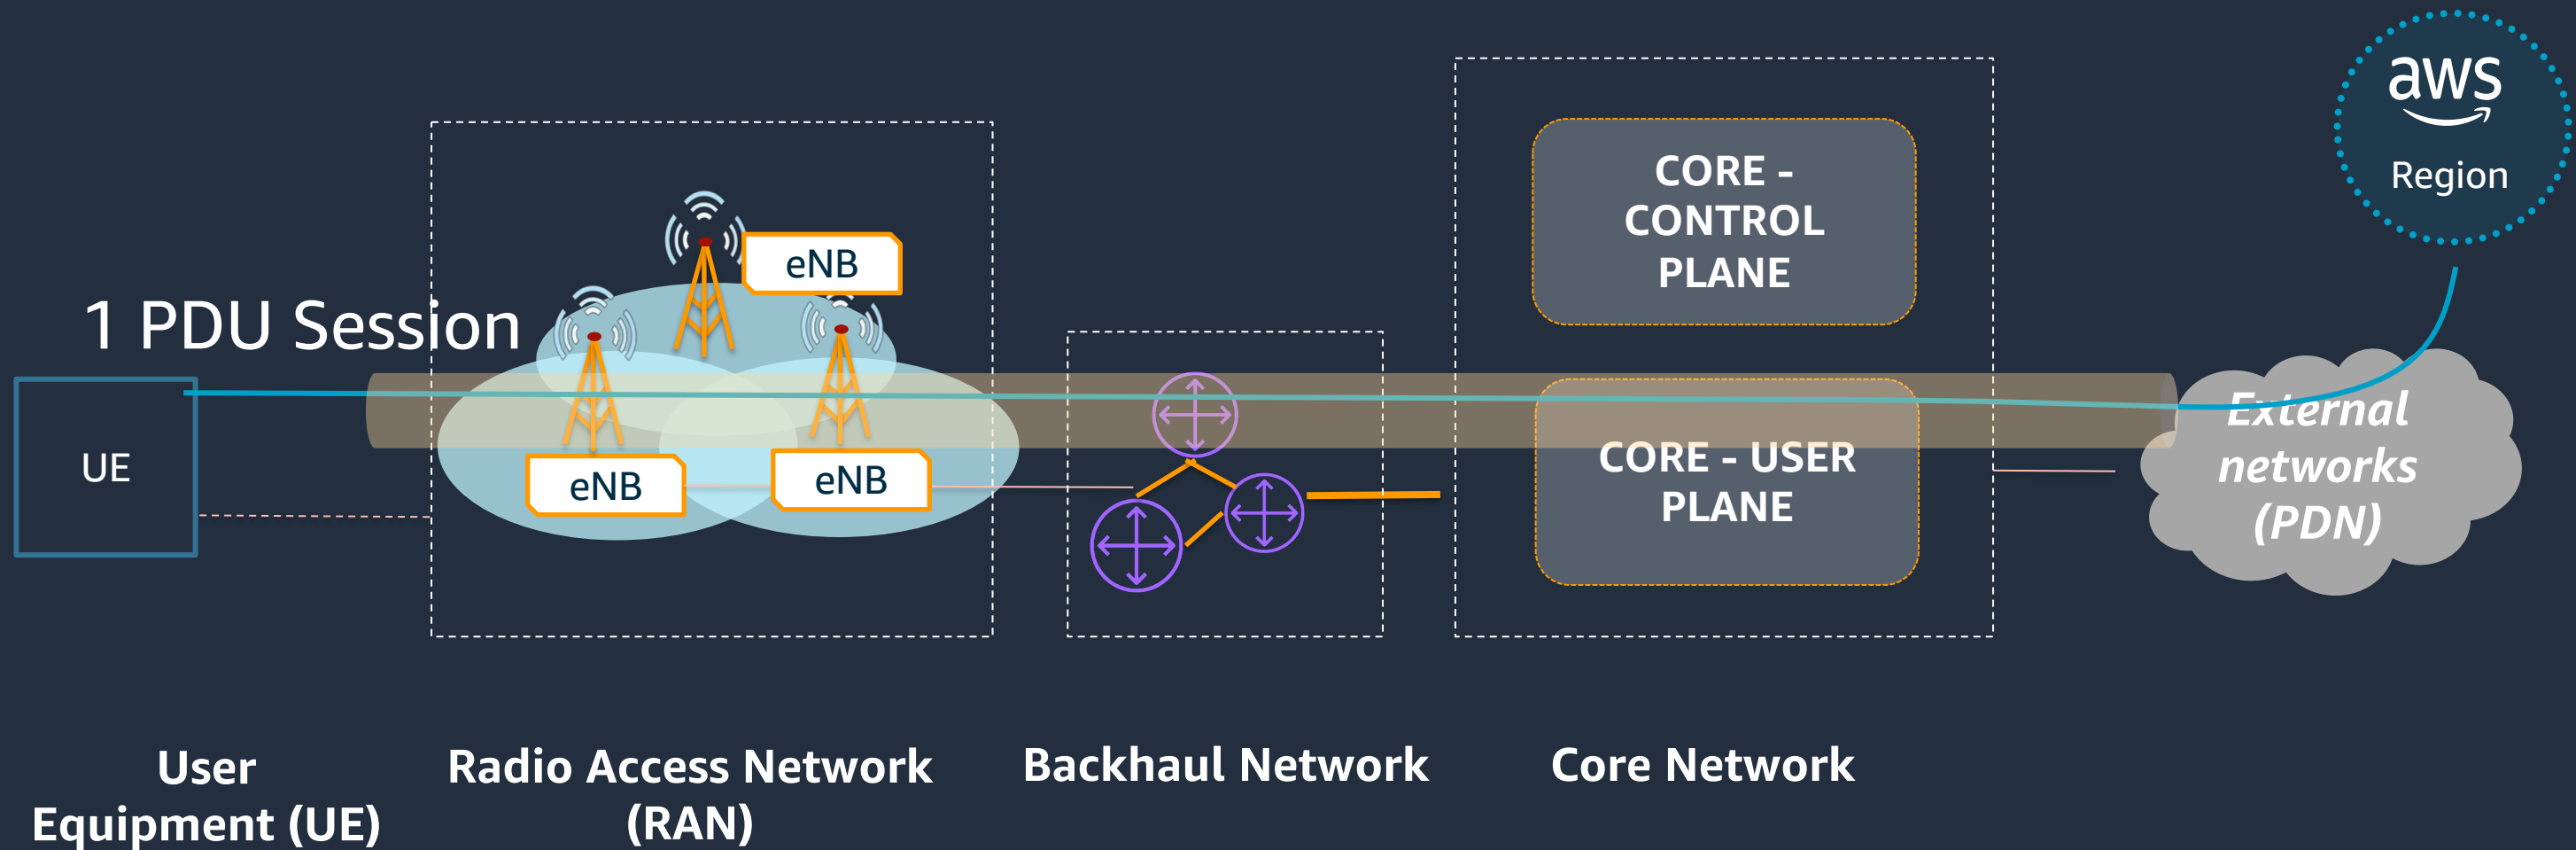 aws
Region
CORE -
CONTROL
PLANE
eNB
1 PDU Session
External
networks
(PDN)
UE
eNB
eNB
CORE - USER
PLANE
User
Equipment (UE)
Radio Access Network
(RAN)
Backhaul Network
Core Network